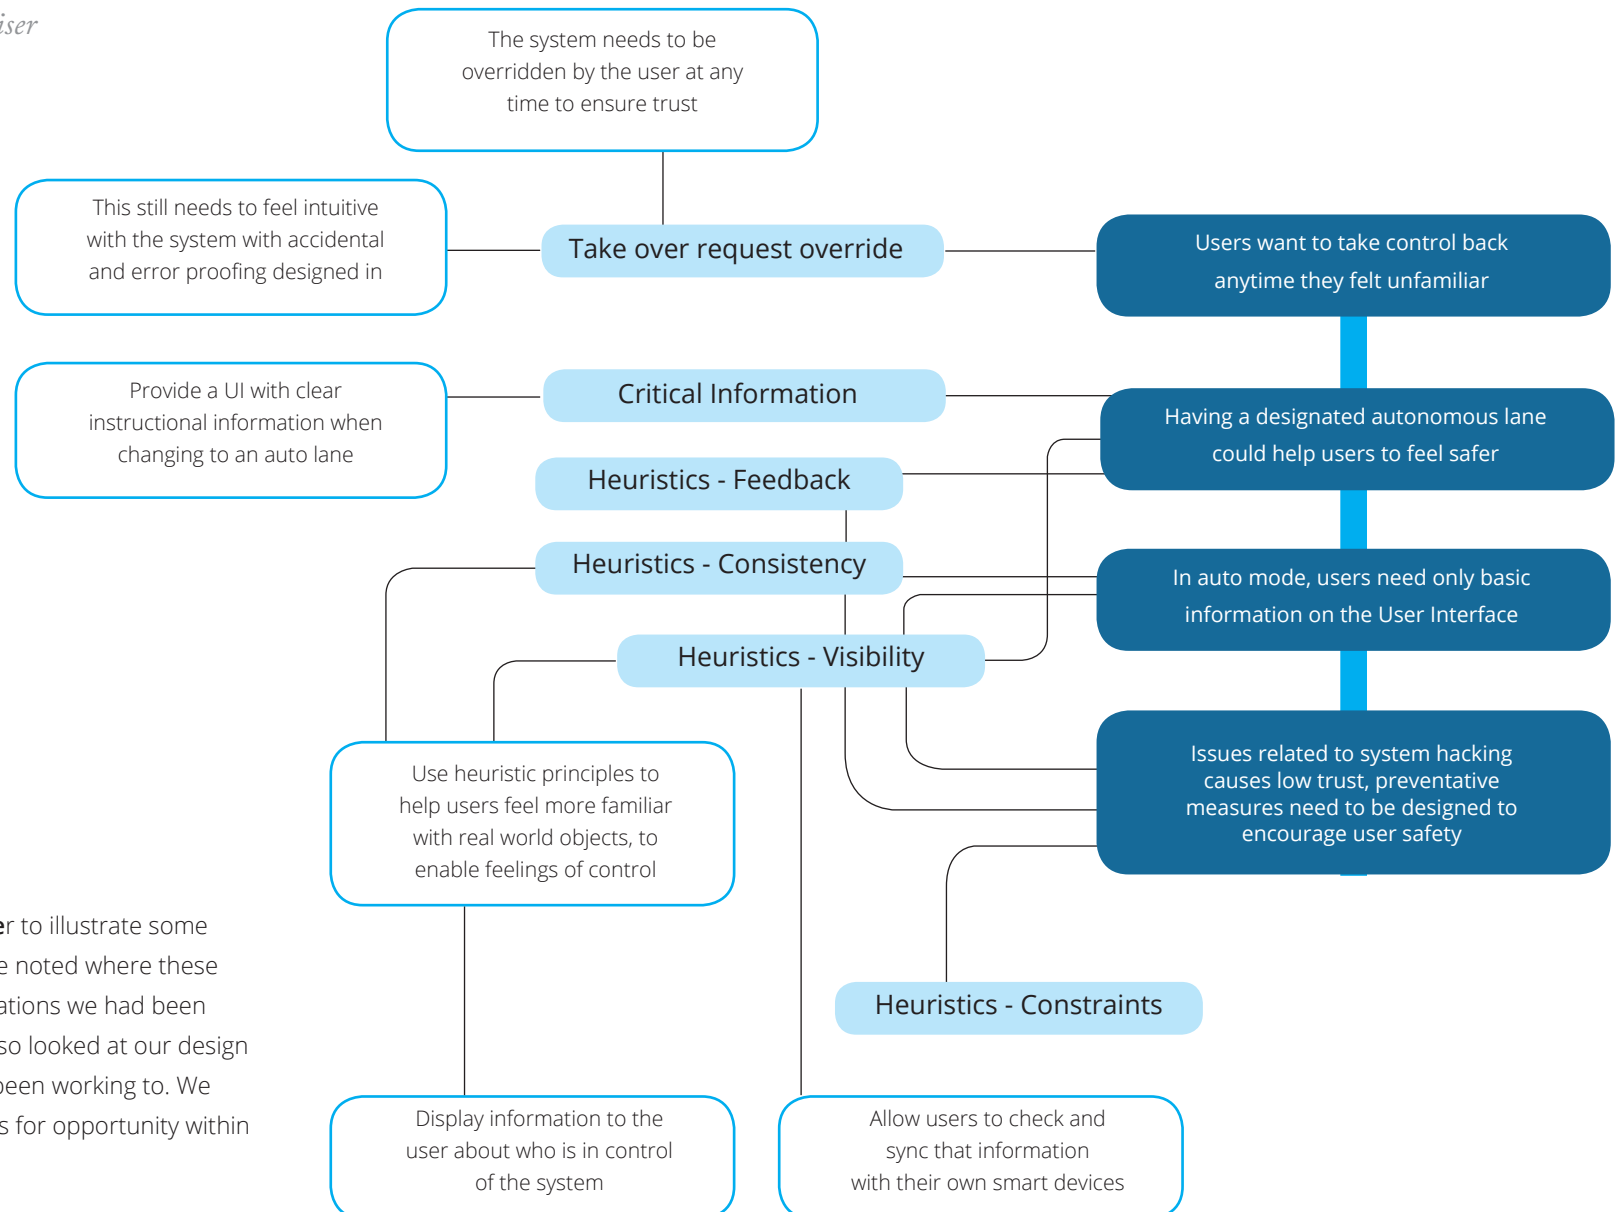 iser
The system needs to be
overridden by the user at any
time to ensure trust
This still needs to feel intuitive
with the system with accidental
and error proofing designed in
Take over request override
Users want to take control back
anytime they felt unfamiliar
Provide a UI with clear
instructional information when
changing to an auto lane
Critical Information
Having a designated autonomous lane
could help users to feel safer
Heuristics - Feedback
Heuristics - Consistency
In auto mode, users need only basic
information on the User Interface
Heuristics - Visibility
Issues related to system hacking
causes low trust, preventative
measures need to be designed to
encourage user safety
Use heuristic principles to
help users feel more familiar
with real world objects, to
enable feelings of control
er to illustrate some
e noted where these
ations we had been
so looked at our design
been working to. We
s for opportunity within
Heuristics - Constraints
Display information to the
user about who is in control
of the system
Allow users to check and
sync that information
with their own smart devices